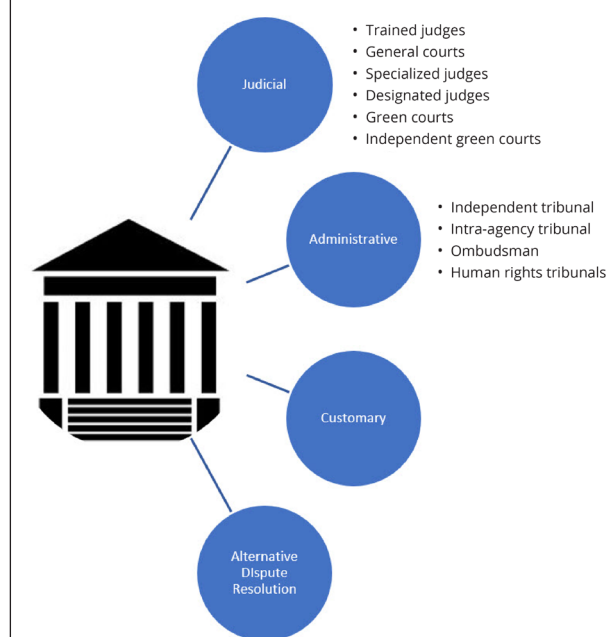 Judicial
• Trained judges
• General courts
• Specialized judges
• Designated judges
• Green courts
• Independent green courts
Administrative
• Independent tribunal
• Intra-agency tribunal
• Ombudsman
• Human rights tribunals
Customary
Alternative
DIspute
Resolution